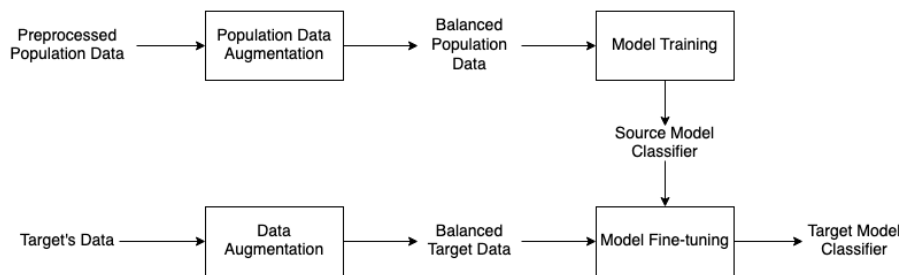 Preprocessed
Population Data
Population Data
Augmentation
Balanced
Population
Data
Model Training
Source Model
Classifier
Target's Data
Data
Augmentation
Balanced
Target Data
Model Fine-tuning
Target Model
Classifier